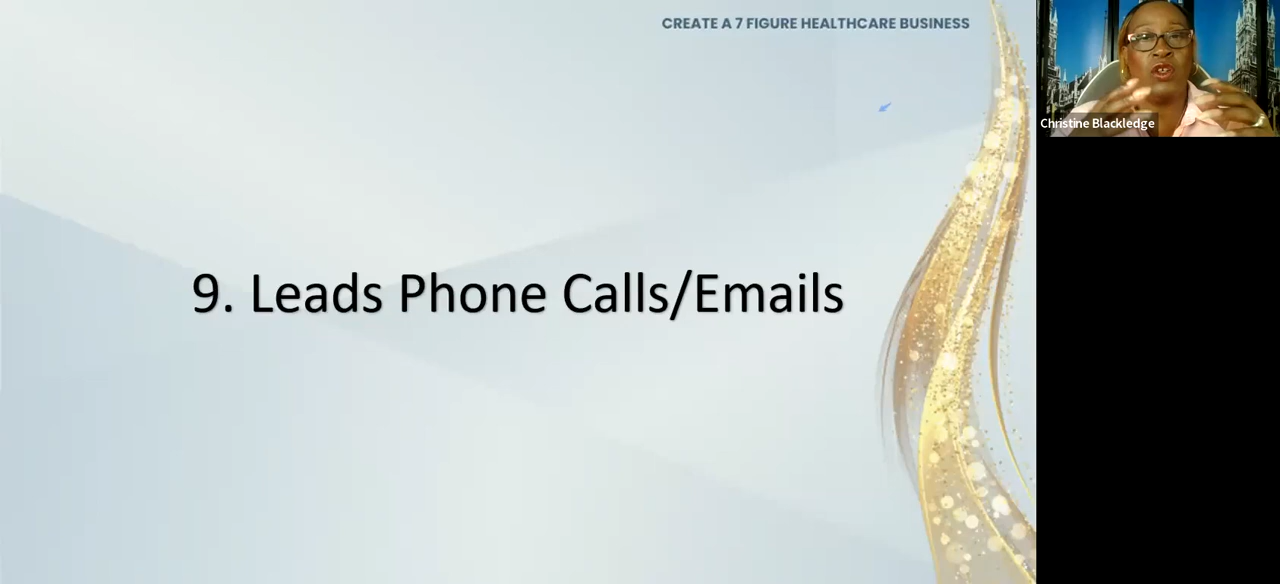 CREATE A 7 FIGURE HEALTHCARE BUSINESS
9. Leads Phone Calls/Emails
Christine Blackledge